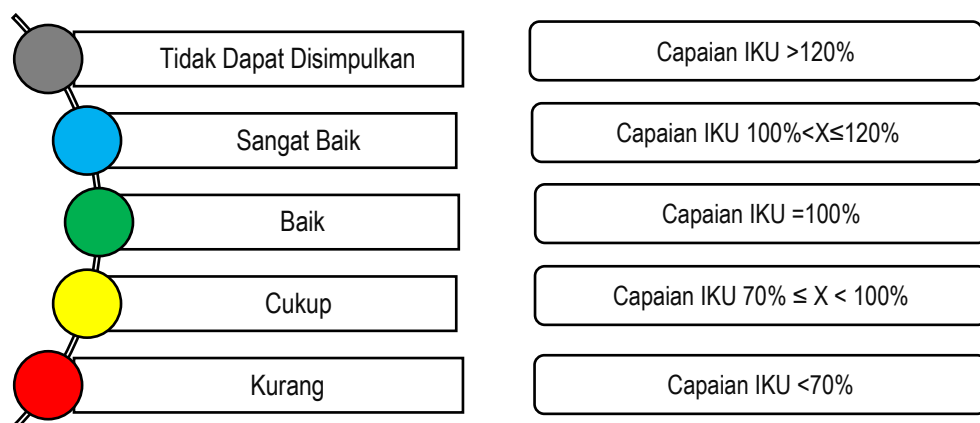 Tidak Dapat Disimpulkan
Capaian IKU >120%
Sangat Baik
Capaian IKU 100%<X≤120%
Baik
Capaian IKU =100%
Cukup
Capaian IKU 70% ≤ X < 100%
Kurang
Capaian IKU <70%